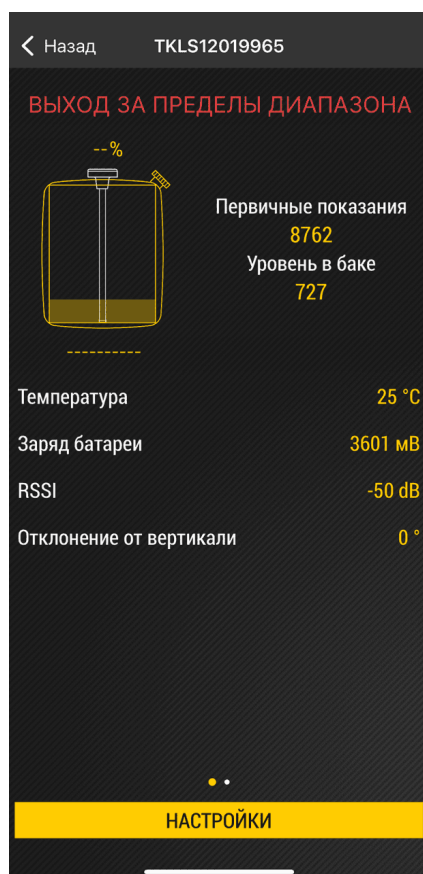 Назад TKLS12019965
ВЫХОД ЗА ПРЕДЕЛЫ ДИАПАЗОНА
--%
Первичные показания
8762
Уровень в баке
727
----------
Температура 25 °C
Заряд батареи 3601 мВ
RSSI -50 dB
Отклонение от вертикали 0 °
НАСТРОЙКИ